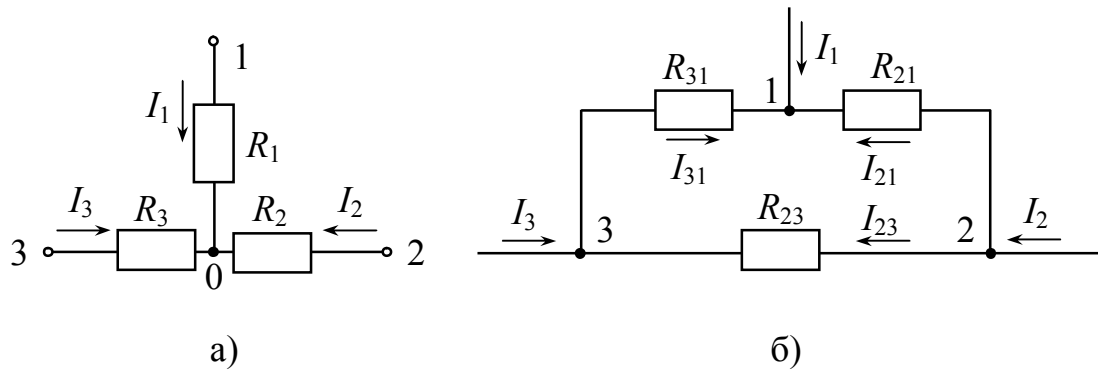 1
I₁
R₁
I₃
R₃
R₂
I₂
3
0
2
а)
I₁
R₃₁
1
R₂₁
I₃₁
I₂₁
I₃
3
R₂₃
I₂₃
2
I₂
б)